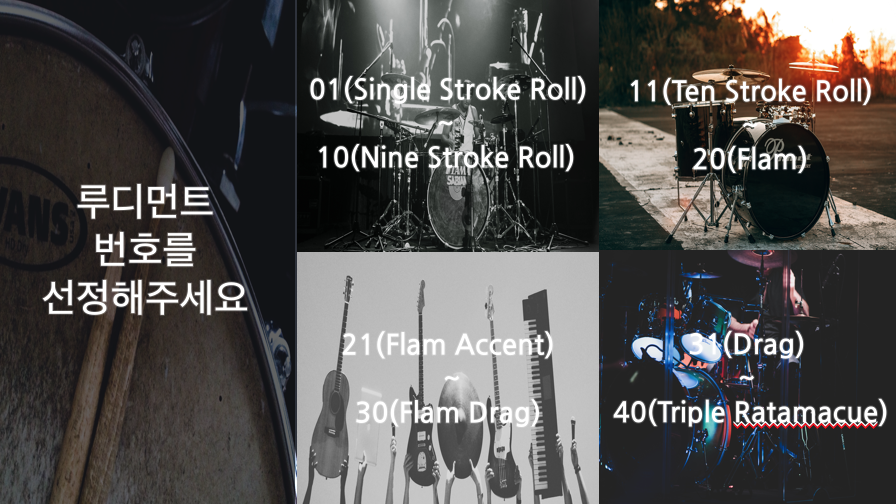 루디먼트
번호를
선정해주세요
01(Single Stroke Roll)
~
10(Nine Stroke Roll)
11(Ten Stroke Roll)
~
20(Flam)
21(Flam Accent)
~
30(Flam Drag)
31(Drag)
~
40(Triple Ratamacue)
EVANS